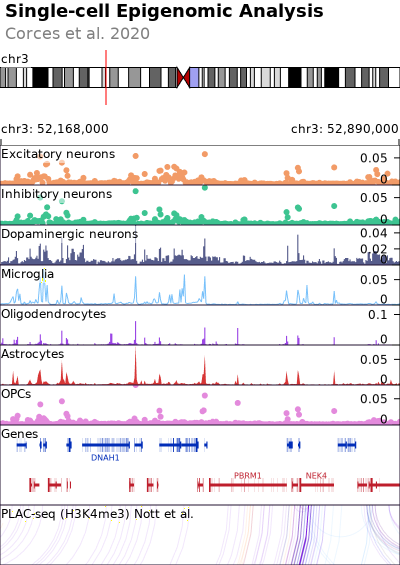 Single-cell Epigenomic Analysis
Corces et al. 2020
chr3
chr3: 52,168,000 chr3: 52,890,000
Excitatory neurons 0.05
0
Inhibitory neurons 0.05
0
Dopaminergic neurons 0.04
0.02
0
Microglia 0.05
0
Oligodendrocytes 0.1
0
Astrocytes 0.05
0
OPCs 0.05
0
Genes
DNAH1
PBRM1 NEK4
PLAC-seq (H3K4me3) Nott et al.